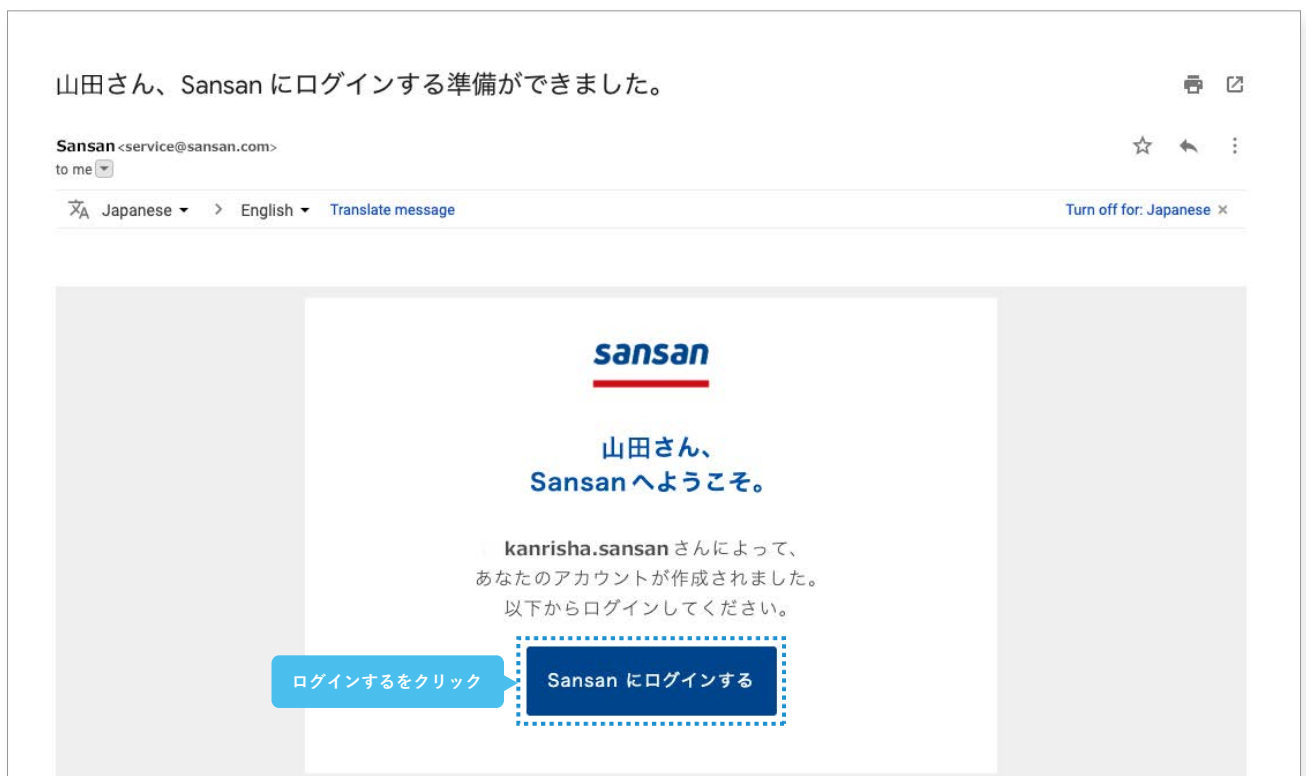 山田さん、Sansan にログインする準備ができました。
Sansan <service@sansan.com>
to me
Japanese > English Translate message Turn off for: Japanese ×
sansan
山田さん、
Sansan へようこそ。
kanrisha.sansan さんによって、
あなたのアカウントが作成されました。
以下からログインしてください。
ログインするをクリック
Sansan にログインする